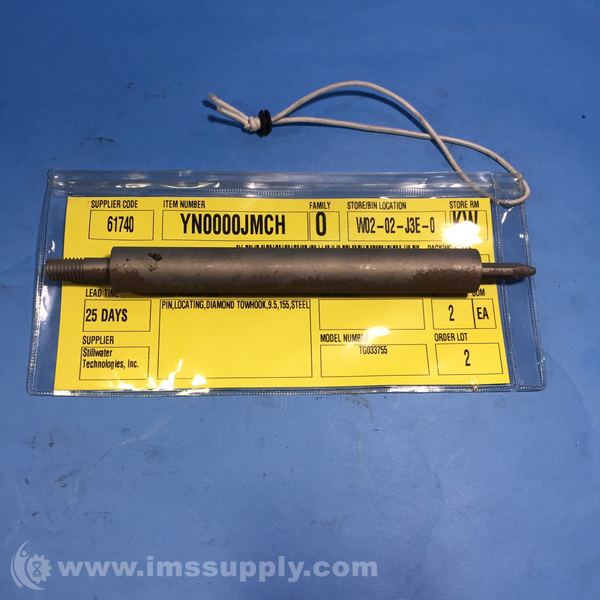 SUPPLIER CODE ITEM NUMBER FAMILY STORE/BIN LOCATION STORE RM
61740 YN0000JMCH 0 W02-02-J3E-0 KW
LEAD TIME
25 DAYS PIN,LOCATING,DIAMOND TOWHOOK,9.5,155,STEEL 2 EA
SUPPLIER MODEL NUMBER ORDER LOT
Stillwater TG033755 2
Technologies, Inc.
www.imssupply.com